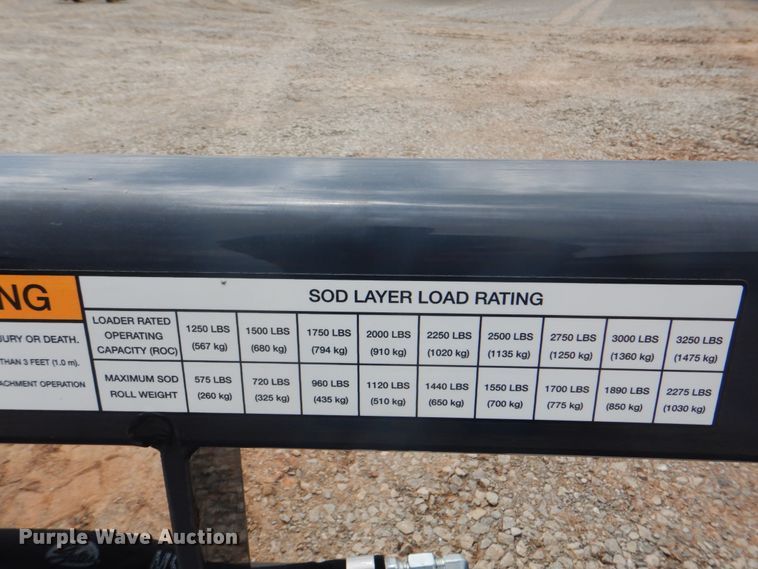 NG
JURY OR DEATH.
THAN 3 FEET (1.0 m).
ACHMENT OPERATION
SOD LAYER LOAD RATING
LOADER RATED OPERATING CAPACITY (ROC) 1250 LBS (567 kg) 1500 LBS (680 kg) 1750 LBS (794 kg) 2000 LBS (910 kg) 2250 LBS (1020 kg) 2500 LBS (1135 kg) 2750 LBS (1250 kg) 3000 LBS (1360 kg) 3250 LBS (1475 kg)
MAXIMUM SOD ROLL WEIGHT 575 LBS (260 kg) 720 LBS (325 kg) 960 LBS (435 kg) 1120 LBS (510 kg) 1440 LBS (650 kg) 1550 LBS (700 kg) 1700 LBS (775 kg) 1890 LBS (850 kg) 2275 LBS (1030 kg)
Purple Wave Auction